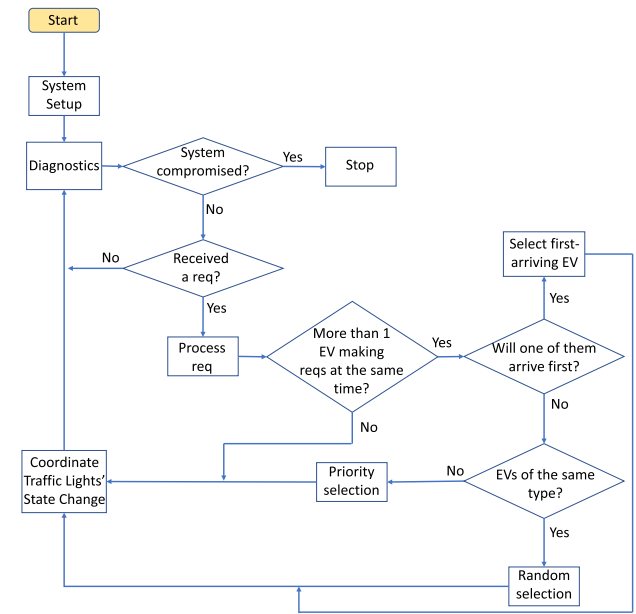 Start
System
Setup
Diagnostics
System
compromised?
Yes
Stop
No
Received
a req?
No
Yes
Process
req
More than 1
EV making
reqs at the same
time?
Yes
No
Select first-
arriving EV
Yes
Will one of them
arrive first?
No
EVs of the same
type?
No
Yes
Priority
selection
Coordinate
Traffic Lights'
State Change
Random
selection